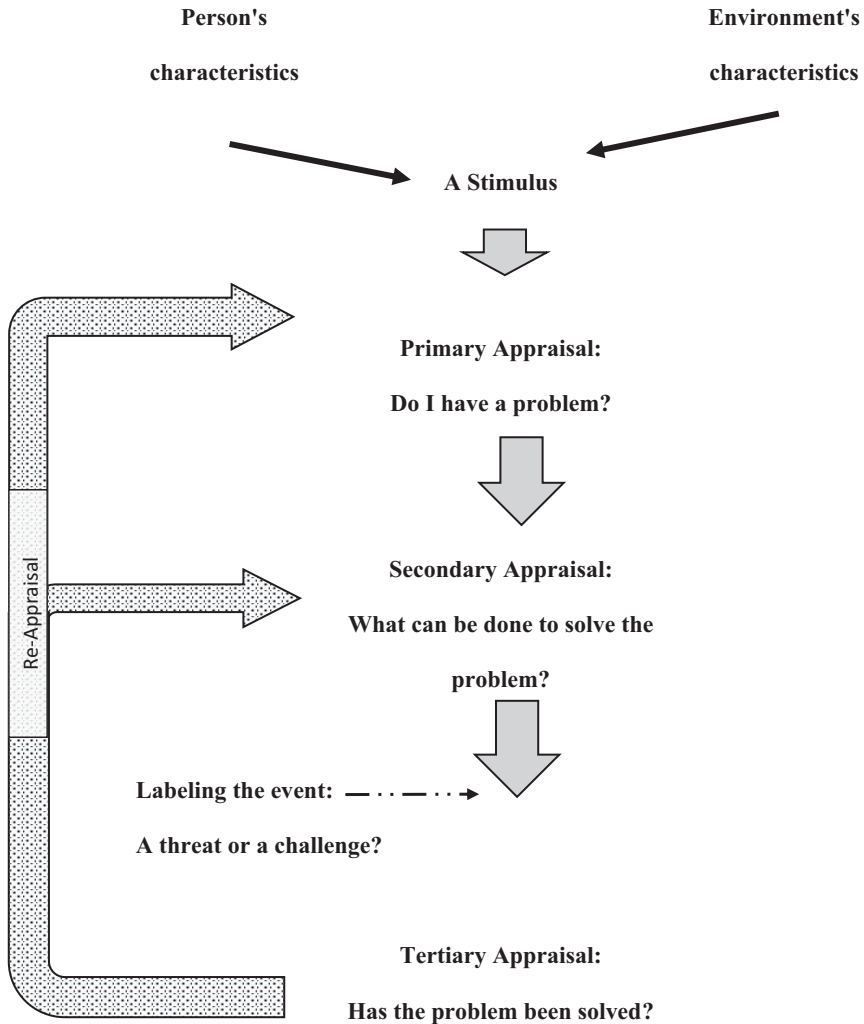 Person's
characteristics
Environment's
characteristics
A Stimulus
Primary Appraisal:
Do I have a problem?
Re-Appraisal
Secondary Appraisal:
What can be done to solve the
problem?
Labeling the event:
A threat or a challenge?
Tertiary Appraisal:
Has the problem been solved?